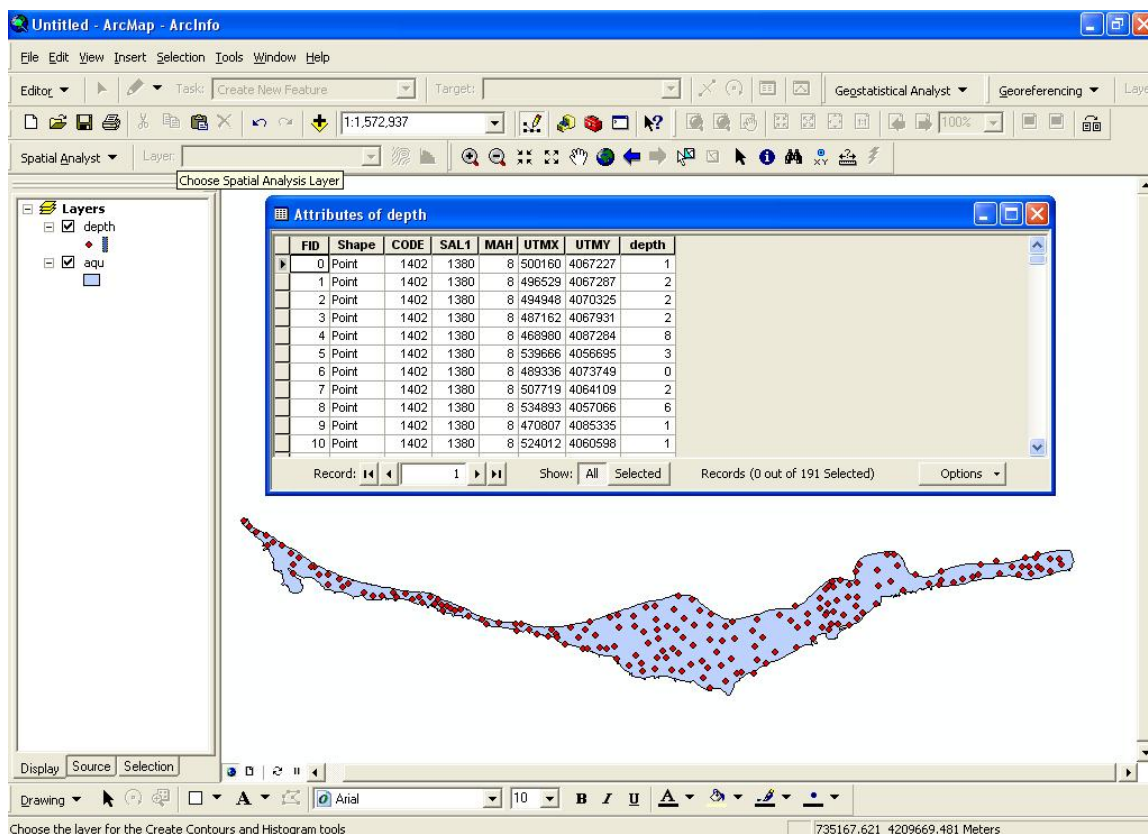 Untitled - ArcMap - ArcInfo
File Edit View Insert Selection Tools Window Help
Editor Task: Create New Feature Target: Geostatistical Analyst Georeferencing Laye
1:1,572,937 100%
Spatial Analyst Layer:
Choose Spatial Analysis Layer
Layers
depth
aqu
Attributes of depth
FID Shape CODE SAL1 MAH UTMX UTMY depth
0 Point 1402 1380 8 500160 4067227 1
1 Point 1402 1380 8 496529 4067287 2
2 Point 1402 1380 8 494948 4070325 2
3 Point 1402 1380 8 487162 4067931 2
4 Point 1402 1380 8 468980 4087284 8
5 Point 1402 1380 8 539666 4056695 3
6 Point 1402 1380 8 489336 4073749 0
7 Point 1402 1380 8 507719 4064109 2
8 Point 1402 1380 8 534893 4057066 6
9 Point 1402 1380 8 470807 4085335 1
10 Point 1402 1380 8 524012 4060598 1
Record: 1 Show: All Selected Records (0 out of 191 Selected) Options
Display Source Selection
Drawing A Arial 10 B I U A
Choose the layer for the Create Contours and Histogram tools 735167.621 4209669.481 Meters